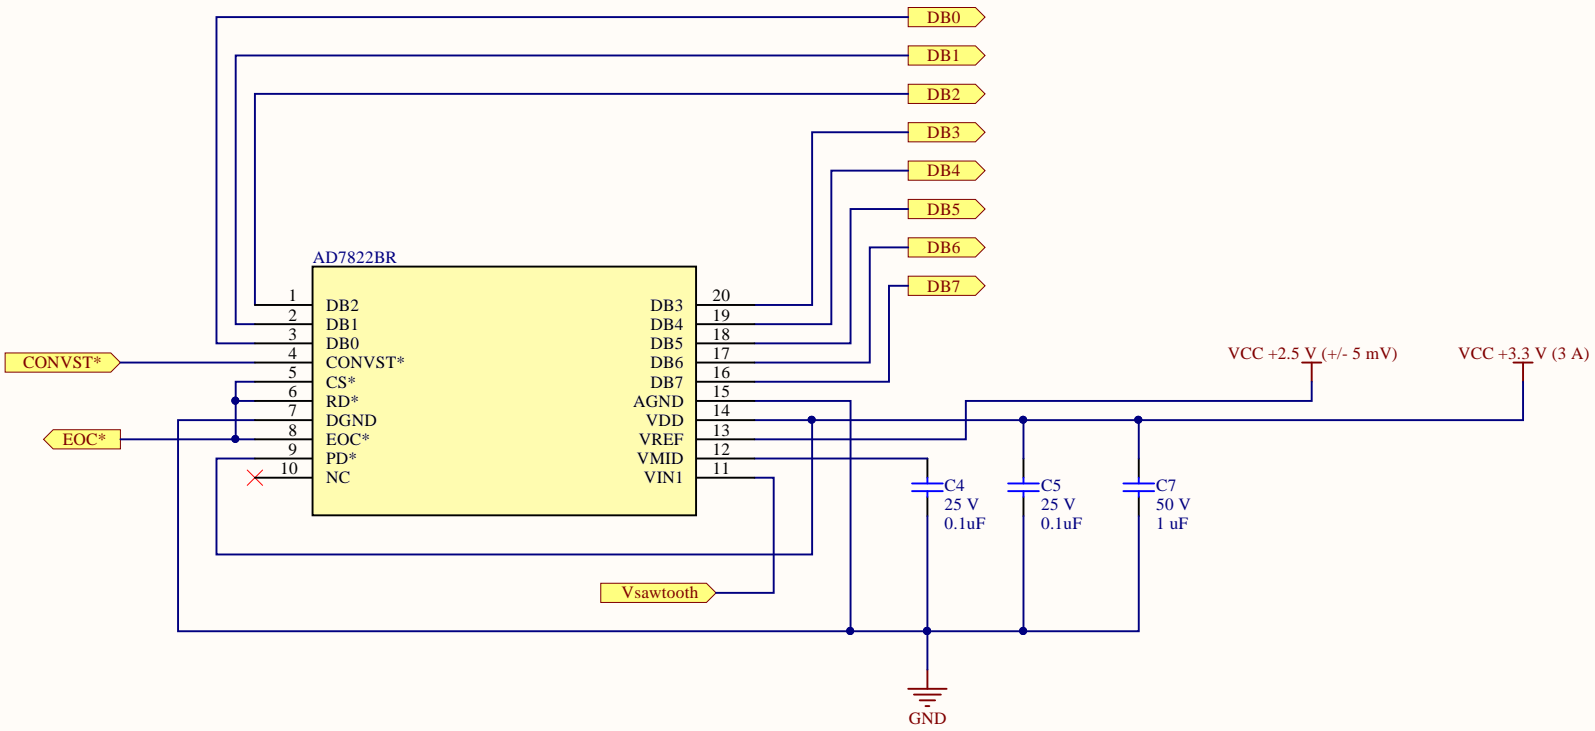 DB0
DB1
DB2
DB3
DB4
DB5
DB6
DB7
AD7822BR
1 DB2 DB3 20
2 DB1 DB4 19
3 DB0 DB5 18
CONVST* 4 CONVST* DB6 17
5 CS* DB7 16
6 RD* AGND 15
7 DGND VDD 14
EOC* 8 EOC* VREF 13
9 PD* VMID 12
10 NC VIN1 11
VCC +2.5 V (+/- 5 mV)
VCC +3.3 V (3 A)
C4
25 V
0.1uF
C5
25 V
0.1uF
C7
50 V
1 uF
Vsawtooth
GND